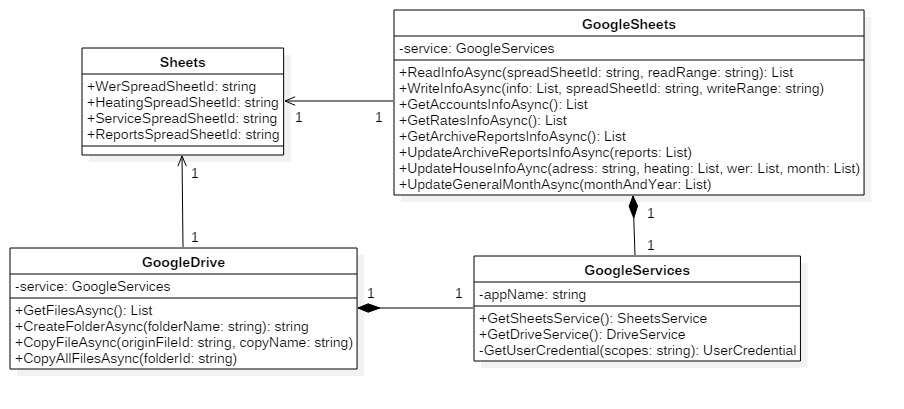 GoogleSheets
-service: GoogleServices
+ReadInfoAsync(spreadSheetId: string, readRange: string): List
+WriteInfoAsync(info: List, spreadSheetId: string, writeRange: string)
+GetAccountsInfoAsync(): List
+GetRatesInfoAsync(): List
+GetArchiveReportsInfoAsync(): List
+UpdateArchiveReportsInfoAsync(reports: List)
+UpdateHouseInfoAync(adress: string, heating: List, wer: List, month: List)
+UpdateGeneralMonthAsync(monthAndYear: List)
Sheets
+WerSpreadSheetId: string
+HeatingSpreadSheetId: string
+ServiceSpreadSheetId: string
+ReportsSpreadSheetId: string
1
1
1
1
1
1
GoogleDrive
-service: GoogleServices
+GetFilesAsync(): List
+CreateFolderAsync(folderName: string): string
+CopyFileAsync(originFileId: string, copyName: string)
+CopyAllFilesAsync(folderId: string)
1
1
GoogleServices
-appName: string
+GetSheetsService(): SheetsService
+GetDriveService(): DriveService
-GetUserCredential(scopes: string): UserCredential